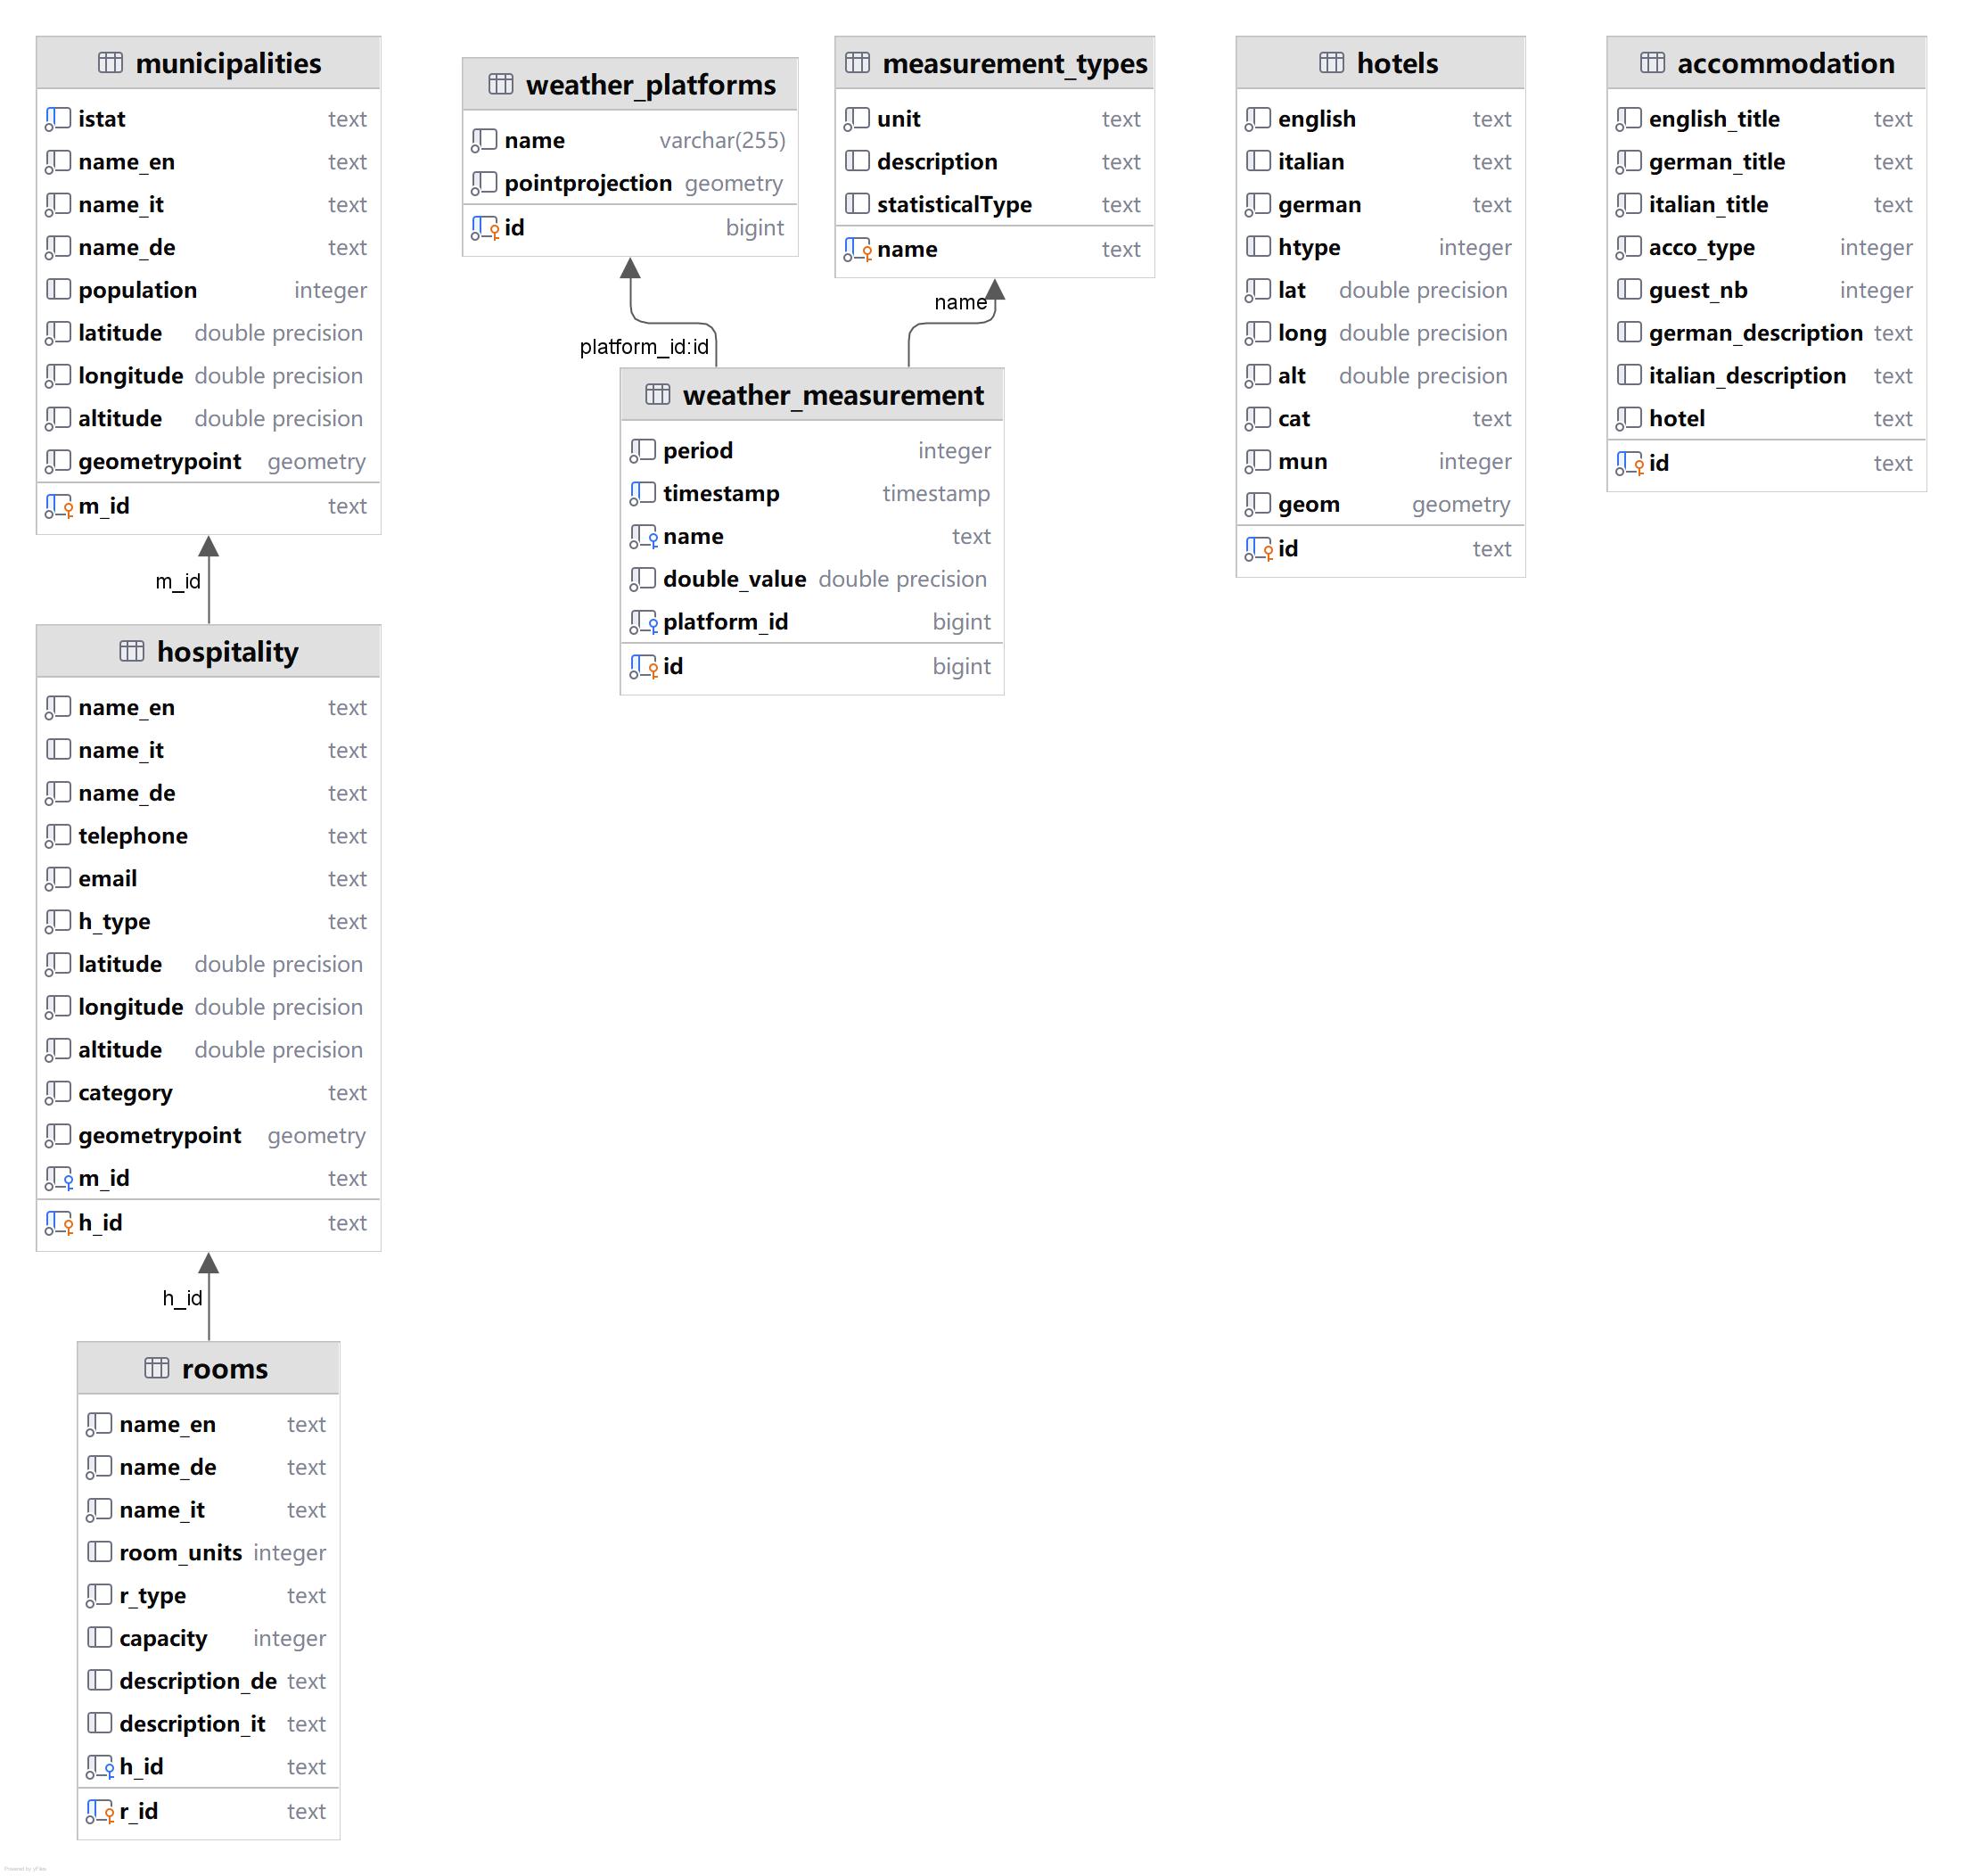 municipalities
istat text
name_en text
name_it text
name_de text
population integer
latitude double precision
longitude double precision
altitude double precision
geometrypoint geometry
m_id text
m_id
hospitality
name_en text
name_it text
name_de text
telephone text
email text
h_type text
latitude double precision
longitude double precision
altitude double precision
category text
geometrypoint geometry
m_id text
h_id text
h_id
rooms
name_en text
name_de text
name_it text
room_units integer
r_type text
capacity integer
description_de text
description_it text
h_id text
r_id text
weather_platforms
name varchar(255)
pointprojection geometry
id bigint
platform_id:id
measurement_types
unit text
description text
statisticalType text
name text
name
weather_measurement
period integer
timestamp timestamp
name text
double_value double precision
platform_id bigint
id bigint
hotels
english text
italian text
german text
htype integer
lat double precision
long double precision
alt double precision
cat text
mun integer
geom geometry
id text
accommodation
english_title text
german_title text
italian_title text
acco_type integer
guest_nb integer
german_description text
italian_description text
hotel text
id text
Powered by yFiles